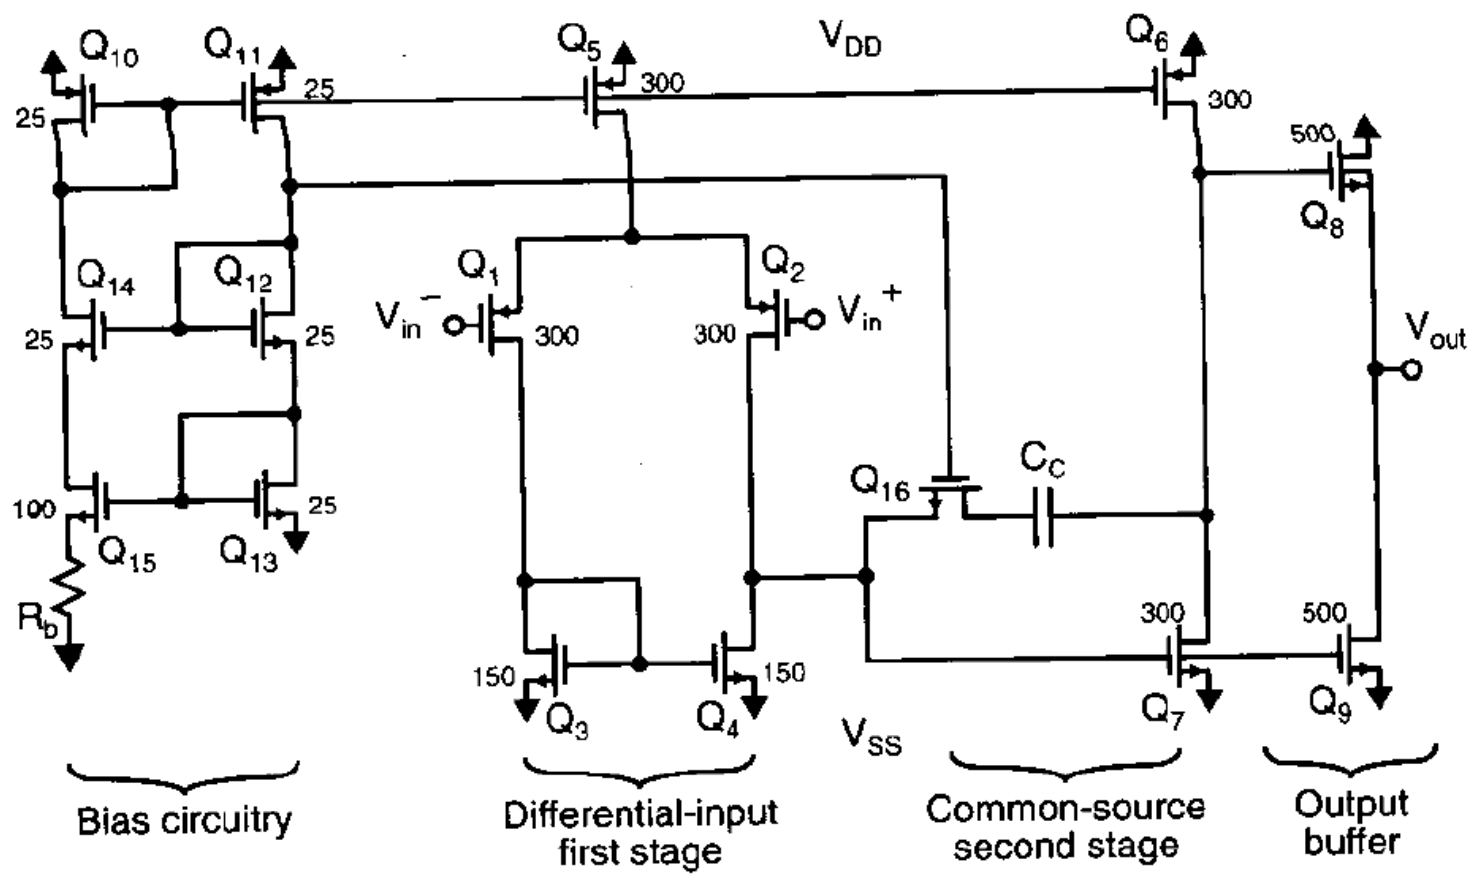 Q10
Q11
Q5
VDD
Q6
25
25
300
300
500
Q8
Q14
Q12
Q1
Q2
Vin−
Vin+
25
25
300
300
Vout
Q16
CC
100
25
Q15
Q13
Rb
300
500
150
150
Q3
Q4
Q7
Q9
VSS
Bias circuitry
Differential-input
first stage
Common-source
second stage
Output
buffer